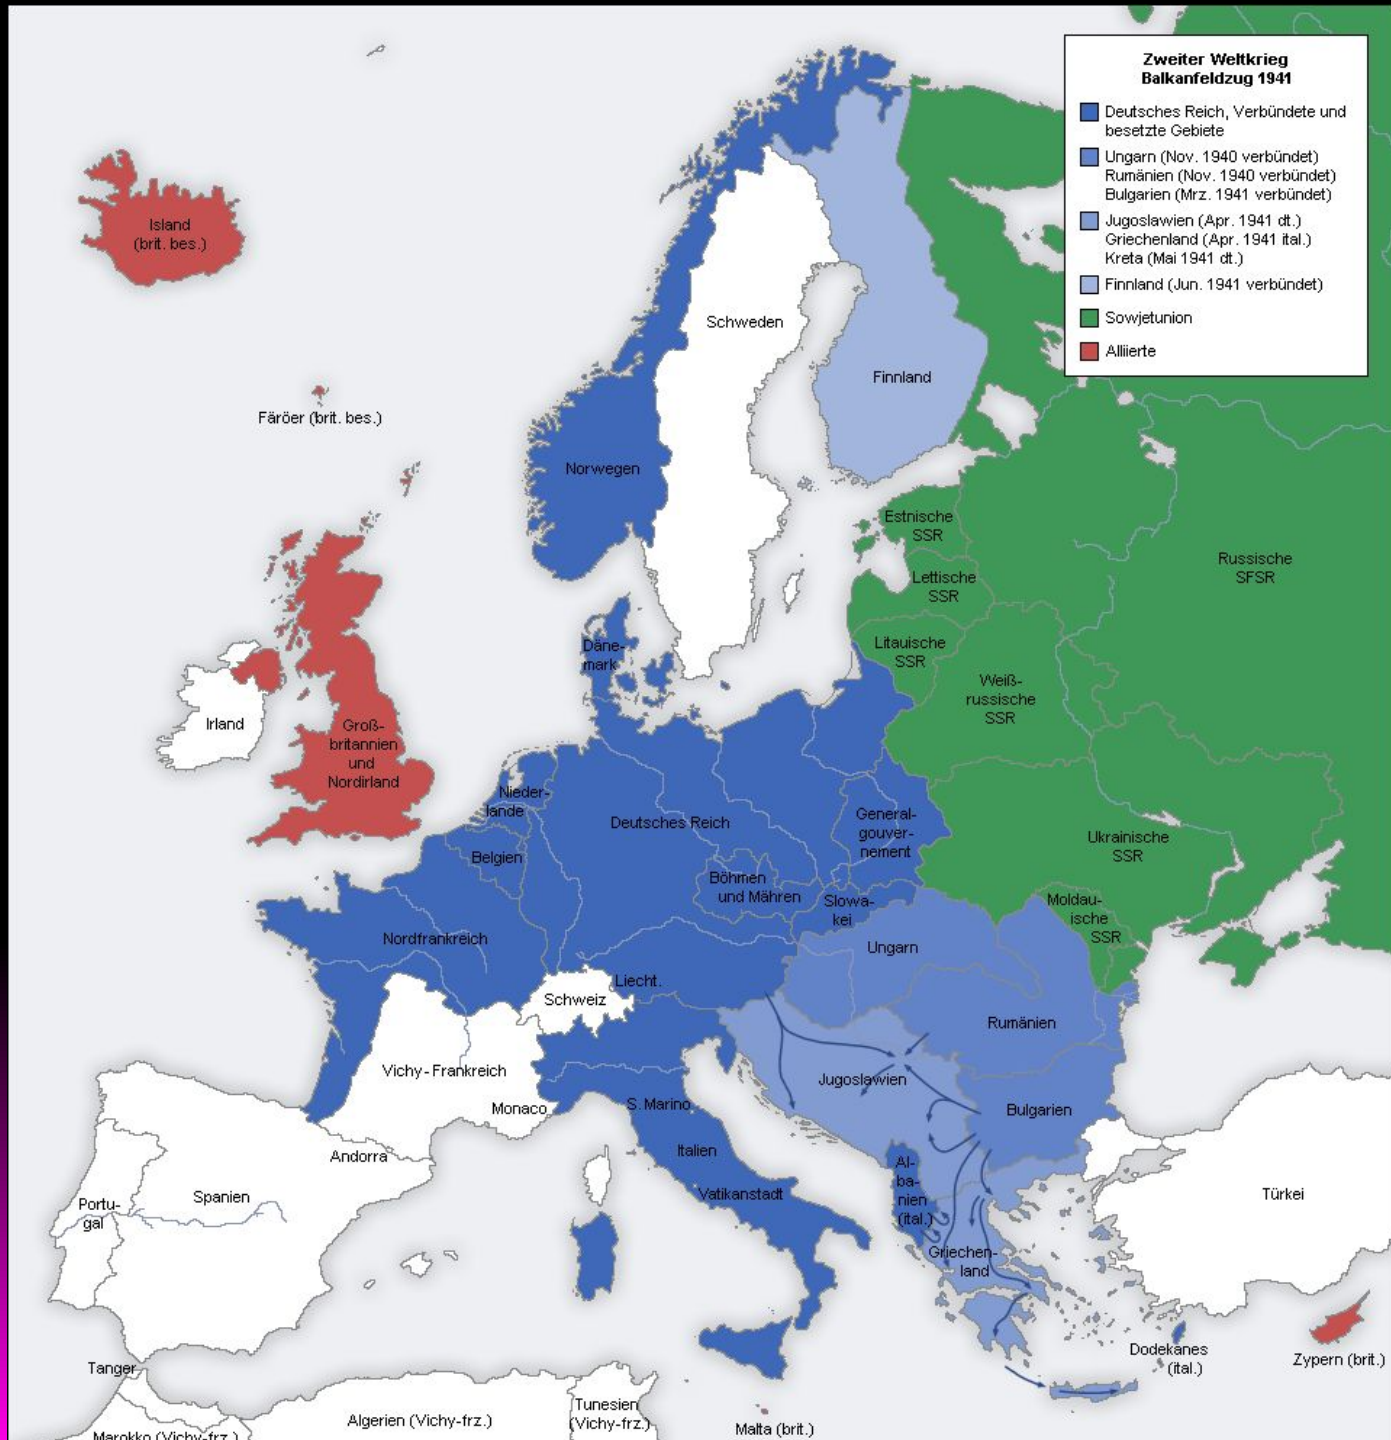 Zweiter Weltkrieg
Balkanfeldzug 1941
Deutsches Reich, Verbündete und
besetzte Gebiete
Ungarn (Nov. 1940 verbündet)
Rumänien (Nov. 1940 verbündet)
Bulgarien (Mrz. 1941 verbündet)
Jugoslawien (Apr. 1941 dt.)
Griechenland (Apr. 1941 ital.)
Kreta (Mai 1941 dt.)
Finnland (Jun. 1941 verbündet)
Sowjetunion
Alliierte
Island
(brit. bes.)
Schweden
Finnland
Färöer (brit. bes.)
Norwegen
Estnische
SSR
Russische
SFSR
Lettische
SSR
Litauische
SSR
Däne-
mark
Weiß-
russische
SSR
Irland
Groß-
britannien
und
Nordirland
Nieder-
lande
Deutsches Reich
General-
gouver-
nement
Ukrainische
SSR
Belgien
Böhmen
und Mähren
Slowa-
kei
Moldau-
ische
SSR
Nordfrankreich
Ungarn
Liecht.
Schweiz
Rumänien
Vichy-Frankreich
Jugoslawien
Monaco
S. Marino
Bulgarien
Andorra
Italien
Al-
ba-
nien
(ital.)
Vatikanstadt
Portu-
gal
Spanien
Türkei
Griechen-
land
Dodekanes
(ital.)
Zypern (brit.)
Tanger
Tunesien
(Vichy-frz.)
Algerien (Vichy-frz.)
Malta (brit.)
Marokko (Vichy-frz.)